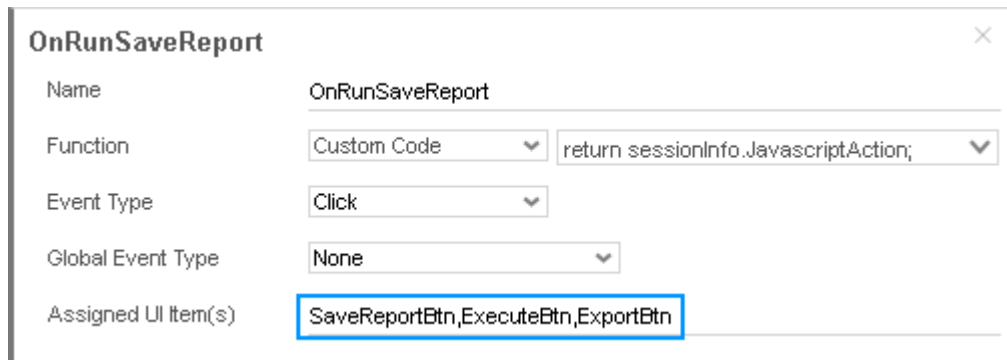 OnRunSaveReport
Name OnRunSaveReport
Function Custom Code return sessionInfo.JavascriptAction;
Event Type Click
Global Event Type None
Assigned UI Item(s) SaveReportBtn,ExecuteBtn,ExportBtn